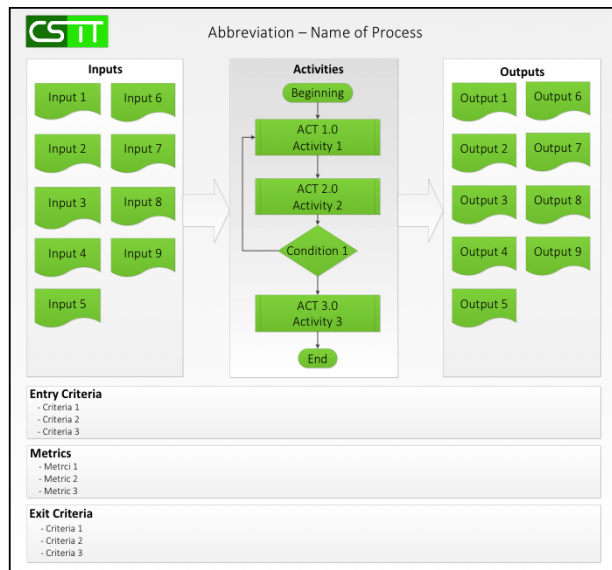 CSIT
Abbreviation – Name of Process
Inputs
Input 1
Input 6
Input 2
Input 7
Input 3
Input 8
Input 4
Input 9
Input 5
Activities
Beginning
ACT 1.0
Activity 1
ACT 2.0
Activity 2
Condition 1
ACT 3.0
Activity 3
End
Outputs
Output 1
Output 6
Output 2
Output 7
Output 3
Output 8
Output 4
Output 9
Output 5
Entry Criteria
- Criteria 1
- Criteria 2
- Criteria 3
Metrics
- Metrci 1
- Metric 2
- Metric 3
Exit Criteria
- Criteria 1
- Criteria 2
- Criteria 3